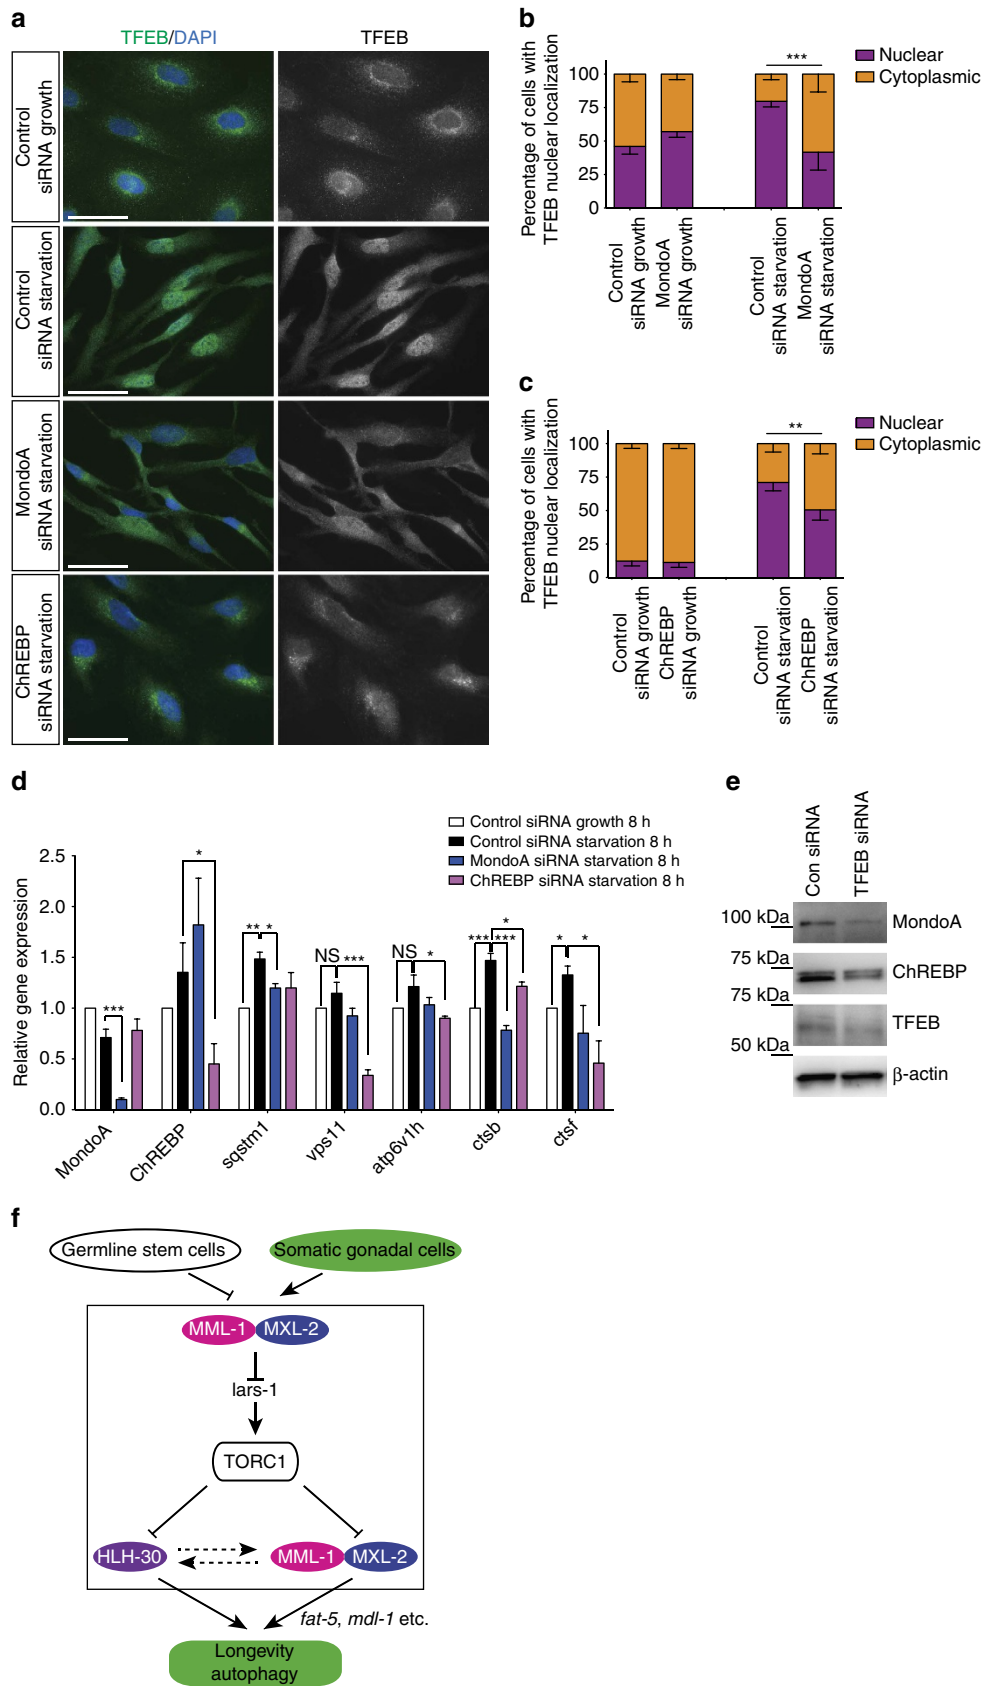 a
TFEB/DAPI
TFEB
Control
siRNA growth
Control
siRNA starvation
MondoA
siRNA starvation
ChREBP
siRNA starvation
b
Percentage of cells with
TFEB nuclear localization
100
75
50
25
0
***
Nuclear
Cytoplasmic
Control
siRNA growth
MondoA
siRNA growth
Control
siRNA starvation
MondoA
siRNA starvation
c
Percentage of cells with
TFEB nuclear localization
100
75
50
25
0
**
Nuclear
Cytoplasmic
Control
siRNA growth
ChREBP
siRNA growth
Control
siRNA starvation
ChREBP
siRNA starvation
d
Control siRNA growth 8 h
Control siRNA starvation 8 h
MondoA siRNA starvation 8 h
ChREBP siRNA starvation 8 h
Relative gene expression
2.5
2.0
1.5
1.0
0.5
0.0
***
*
** *
NS ***
NS *
*
*** ***
* *
MondoA
ChREBP
sqstm1
vps11
atp6v1h
ctsb
ctsf
e
Con siRNA
TFEB siRNA
100 kDa
MondoA
75 kDa
ChREBP
75 kDa
TFEB
50 kDa
β-actin
f
Germline stem cells
Somatic gonadal cells
MML-1 MXL-2
lars-1
TORC1
HLH-30
MML-1 MXL-2
fat-5, mdl-1 etc.
Longevity
autophagy